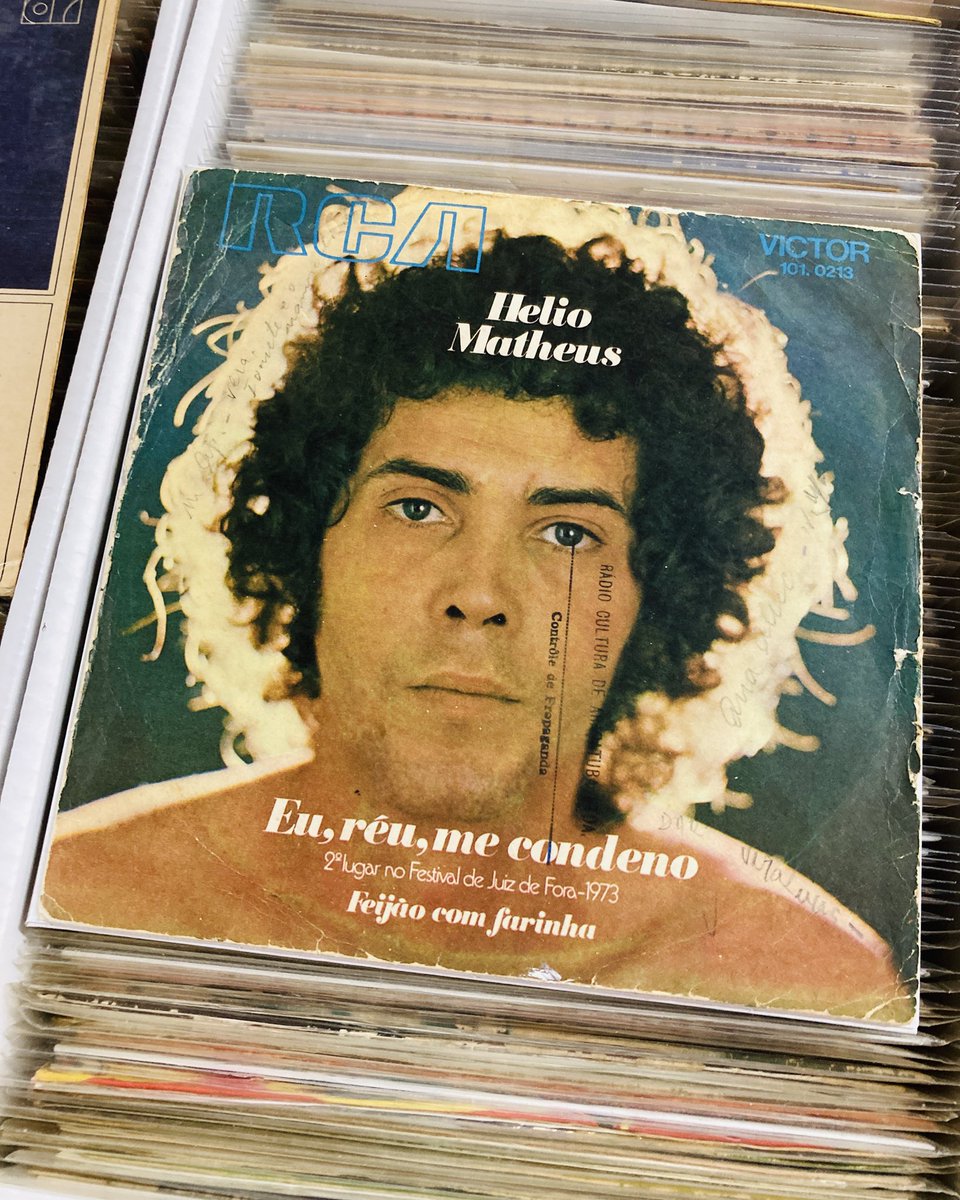 RCA
VICTOR
101. 0213
Helio
Matheus
RÁDIO CULTURA DE
Contrôle de Propaganda
Eu, réu, me condeno
2º lugar no Festival de Juiz de Fora-1973
Feijão com farinha